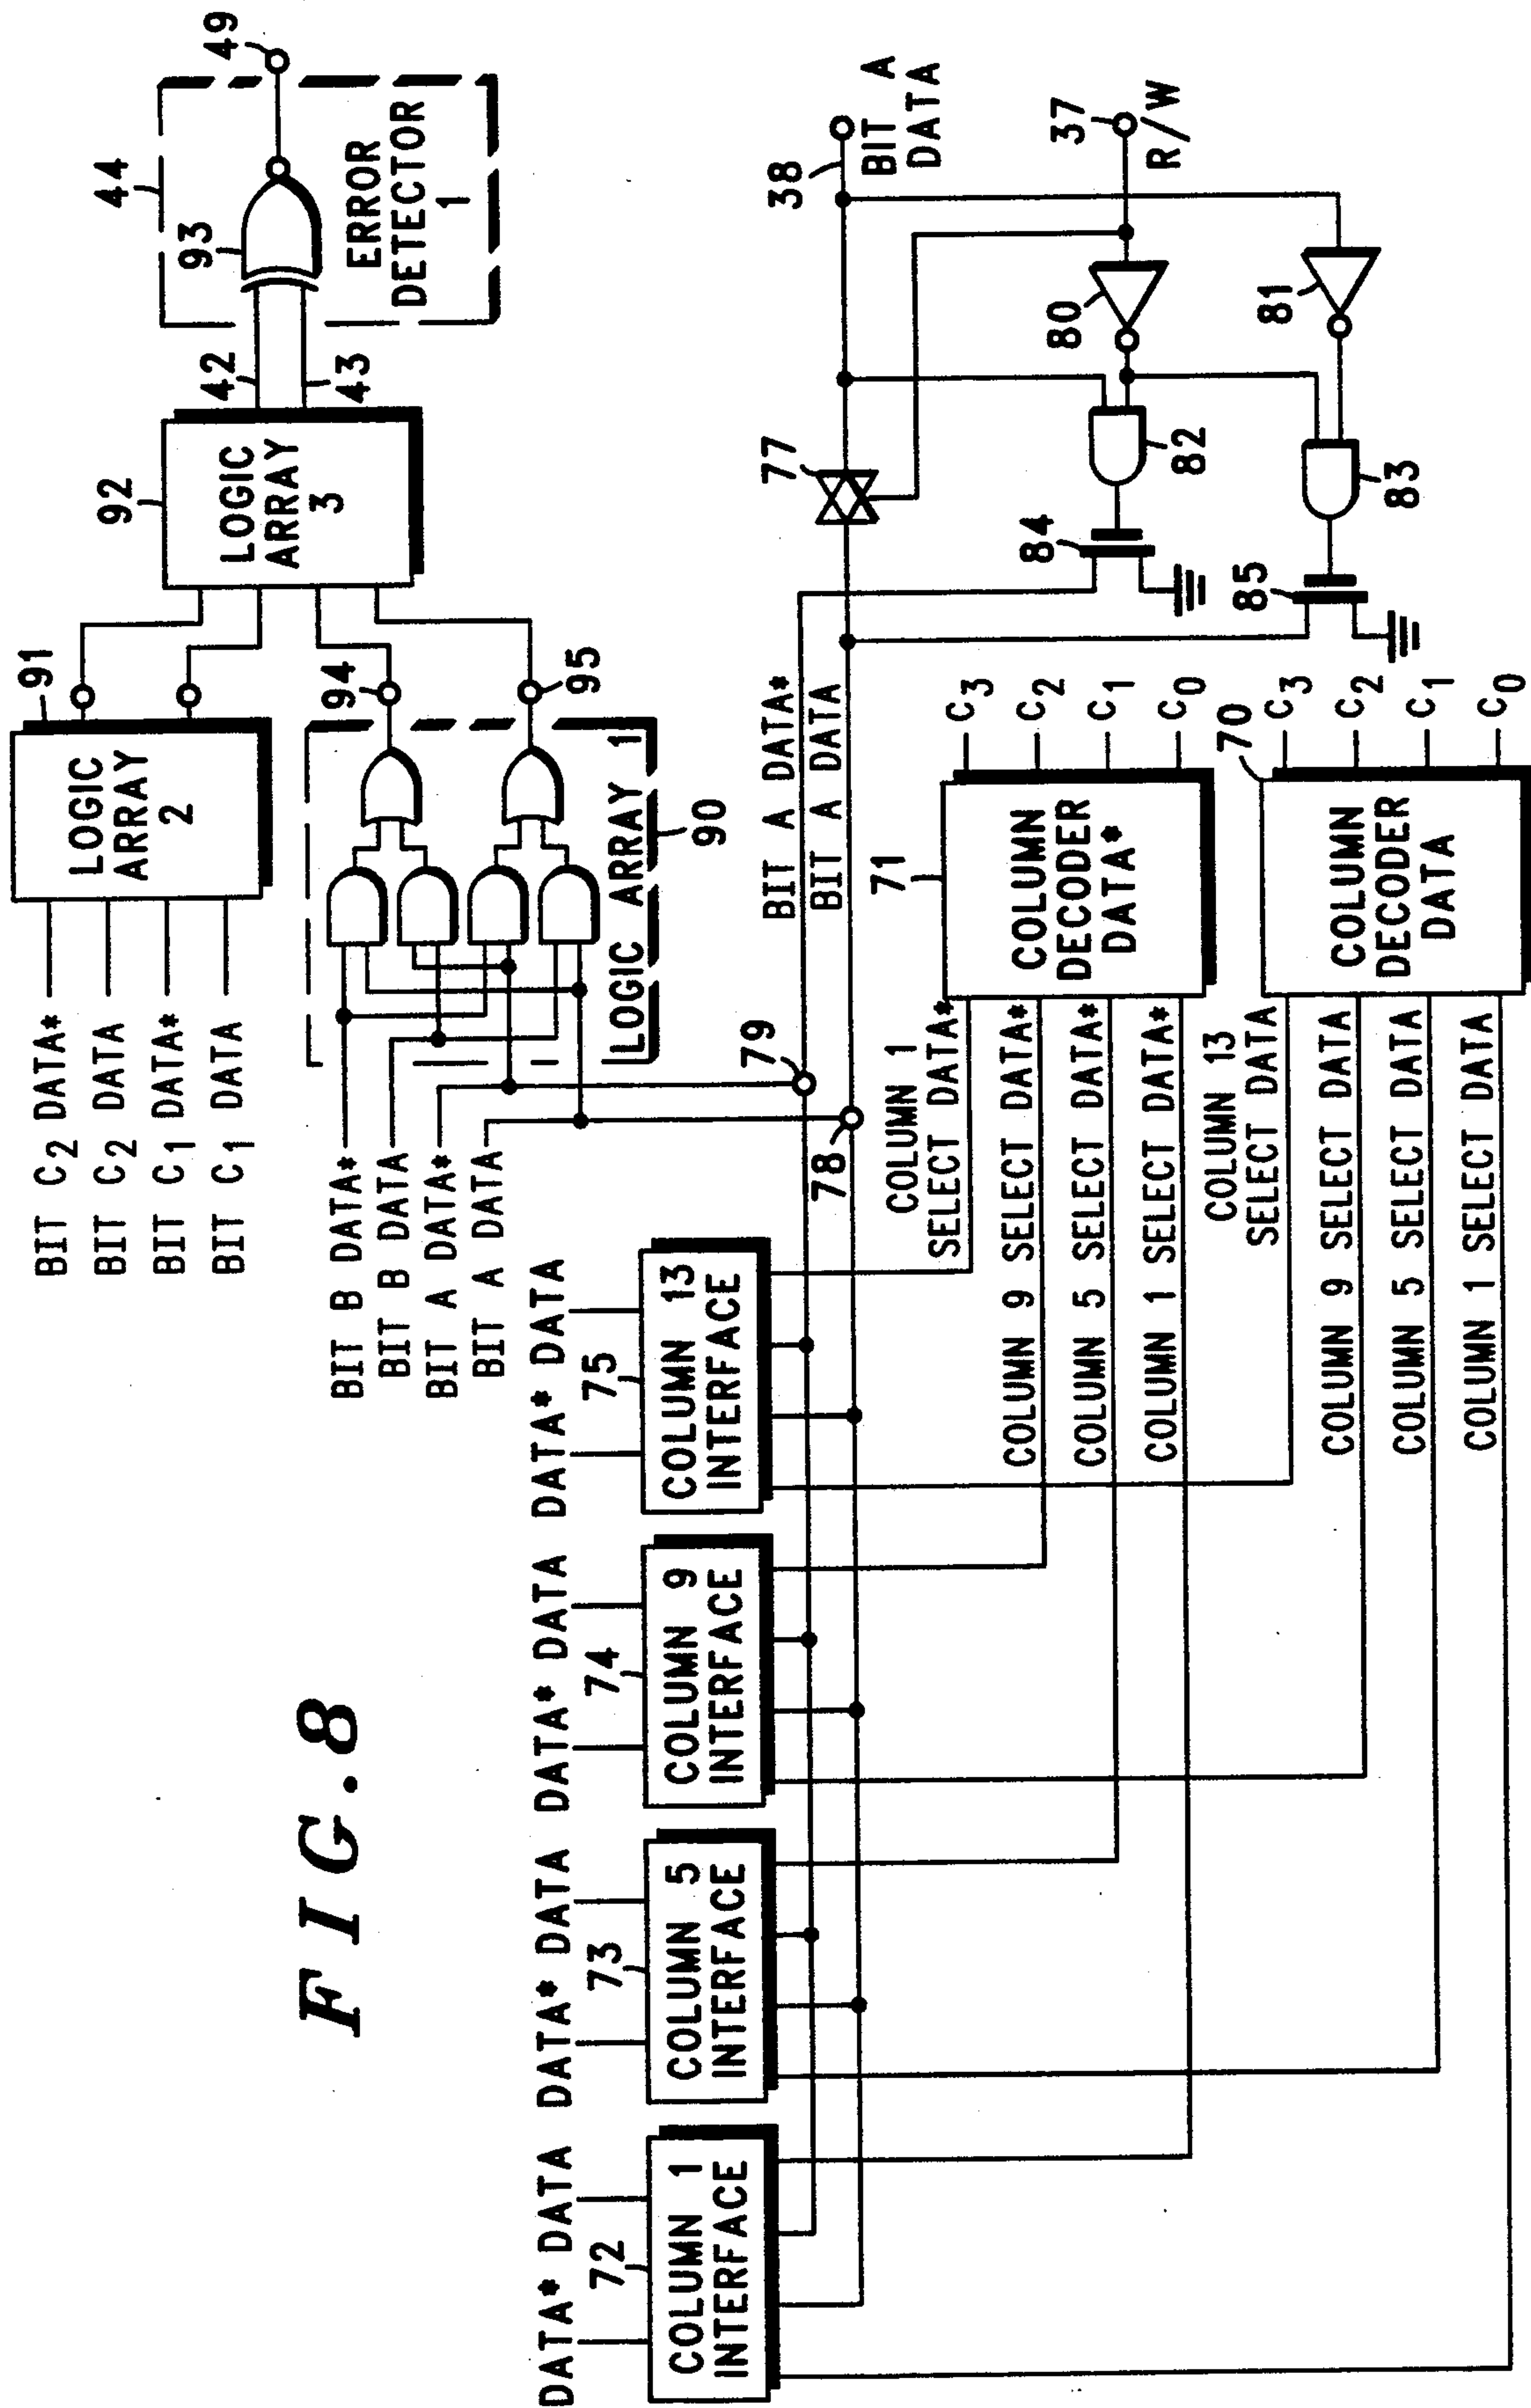 FIG.8
BIT C2 DATA*
BIT C2 DATA
BIT C1 DATA*
BIT C1 DATA
LOGIC
ARRAY
2
91
92
LOGIC
ARRAY
3
42
43
44
93
ERROR
DETECTOR
1
49
BIT B DATA*
BIT B DATA
BIT A DATA*
BIT A DATA
94
95
LOGIC ARRAY 1
90
DATA* DATA
DATA* DATA
DATA* DATA
DATA* DATA
72
COLUMN 1
INTERFACE
73
COLUMN 5
INTERFACE
74
COLUMN 9
INTERFACE
75
COLUMN 13
INTERFACE
79
78
BIT A DATA*
BIT A DATA
77
38
BIT A
DATA
37
R/W
80
81
82
83
84
85
COLUMN 1
SELECT DATA*
COLUMN 9 SELECT DATA*
COLUMN 5 SELECT DATA*
COLUMN 1 SELECT DATA*
71
COLUMN
DECODER
DATA*
C3
C2
C1
C0
COLUMN 13
SELECT DATA
COLUMN 9 SELECT DATA
COLUMN 5 SELECT DATA
COLUMN 1 SELECT DATA
70
COLUMN
DECODER
DATA
C3
C2
C1
C0